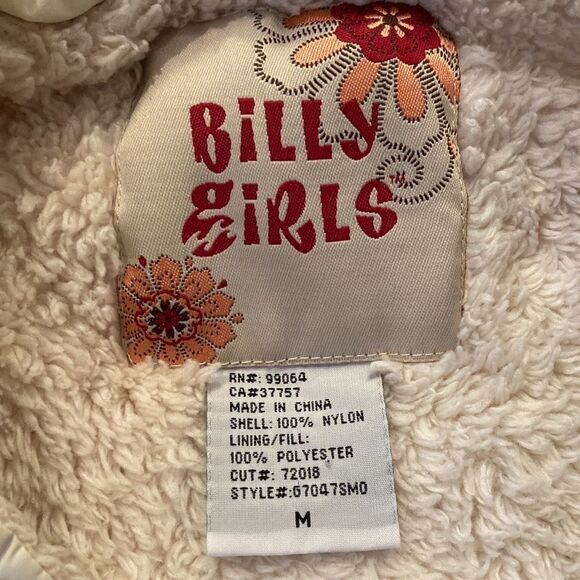 BiLLY
giRLS™
RN#: 99064
CA#37757
MADE IN CHINA
SHELL: 100% NYLON
LINING/FILL:
100% POLYESTER
CUT#: 72018
STYLE#:67047SMO
M